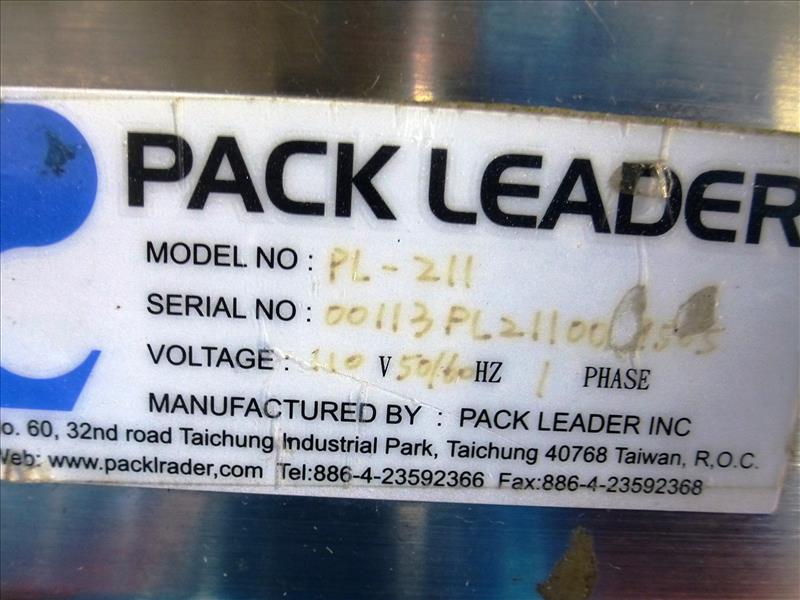 PACK LEADER
MODEL NO : PL-211
SERIAL NO :
VOLTAGE : 110 V 50/60 HZ 1 PHASE
MANUFACTURED BY : PACK LEADER INC
o. 60, 32nd road Taichung Industrial Park, Taichung 40768 Taiwan, R,O.C.
Web: www.packlrader,com Tel:886-4-23592366 Fax:886-4-23592368